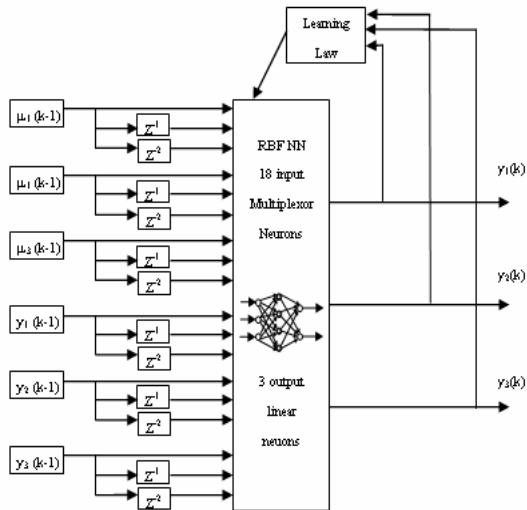 Learning
Law
μ1 (k-1)
Z-1
Z-2
μ1 (k-1)
Z-1
Z-2
μ3 (k-1)
Z-1
Z-2
y1 (k-1)
Z-1
Z-2
y2 (k-1)
Z-1
Z-2
y3 (k-1)
Z-1
Z-2
RBF NN
18 input
Multiplexor
Neurons
3 output
linear
neuons
y1(k)
y2(k)
y3(k)